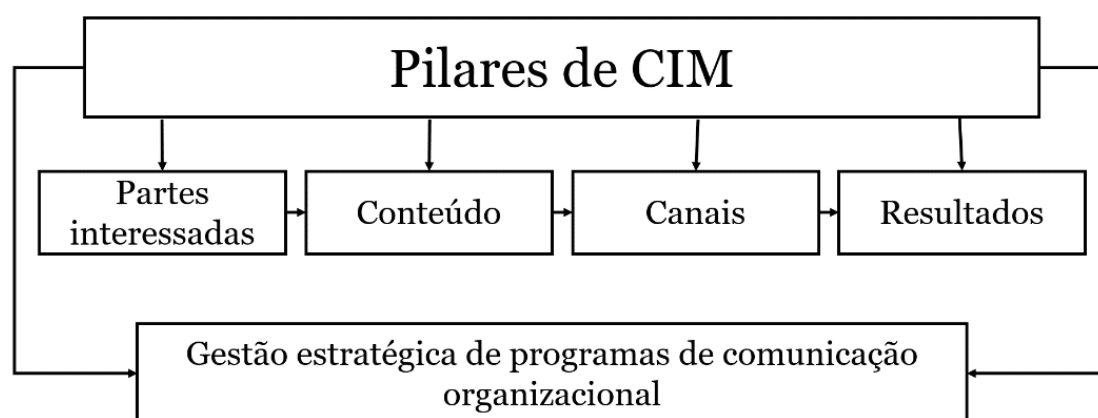 Pilares de CIM
Partes
interessadas
Conteúdo
Canais
Resultados
Gestão estratégica de programas de comunicação
organizacional